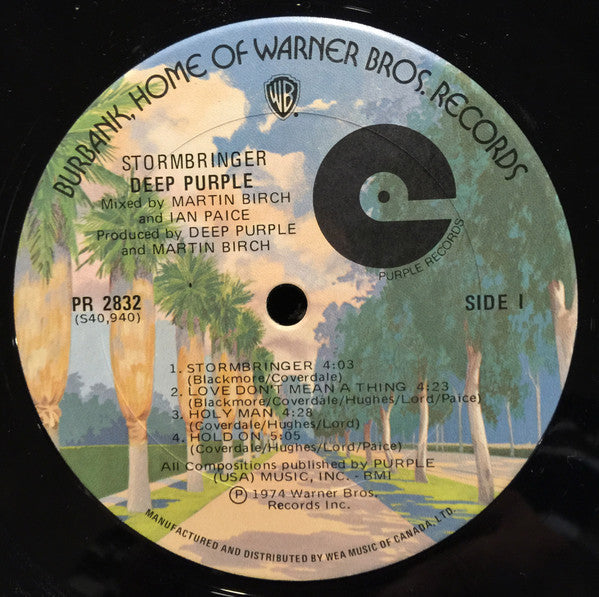 BURBANK, HOME OF WARNER BROS. RECORDS
WB
STORMBRINGER
DEEP PURPLE
Mixed by MARTIN BIRCH
and IAN PAICE
Produced by DEEP PURPLE
and MARTIN BIRCH
PURPLE RECORDS
PR 2832
(S40,940)
SIDE I
1. STORMBRINGER 4:03
(Blackmore/Coverdale)
2. LOVE DON'T MEAN A THING 4:23
(Blackmore/Coverdale/Hughes/Lord/Paice)
3. HOLY MAN 4:28
(Coverdale/Hughes/Lord)
4. HOLD ON 5:05
(Coverdale/Hughes/Lord/Paice)
All Compositions published by PURPLE
(USA) MUSIC, INC. - BMI
Ⓟ 1974 Warner Bros.
Records Inc.
MANUFACTURED AND DISTRIBUTED BY WEA MUSIC OF CANADA, LTD.